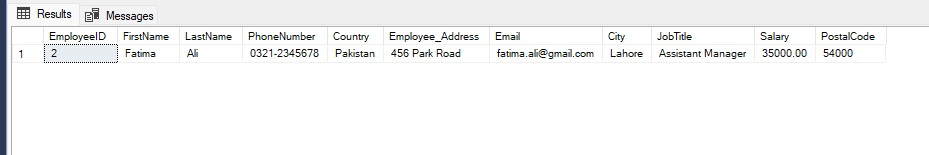 Results Messages
EmployeeID FirstName LastName PhoneNumber Country Employee_Address Email City JobTitle Salary PostalCode
1 2 Fatima Ali 0321-2345678 Pakistan 456 Park Road fatima.ali@gmail.com Lahore Assistant Manager 35000.00 54000